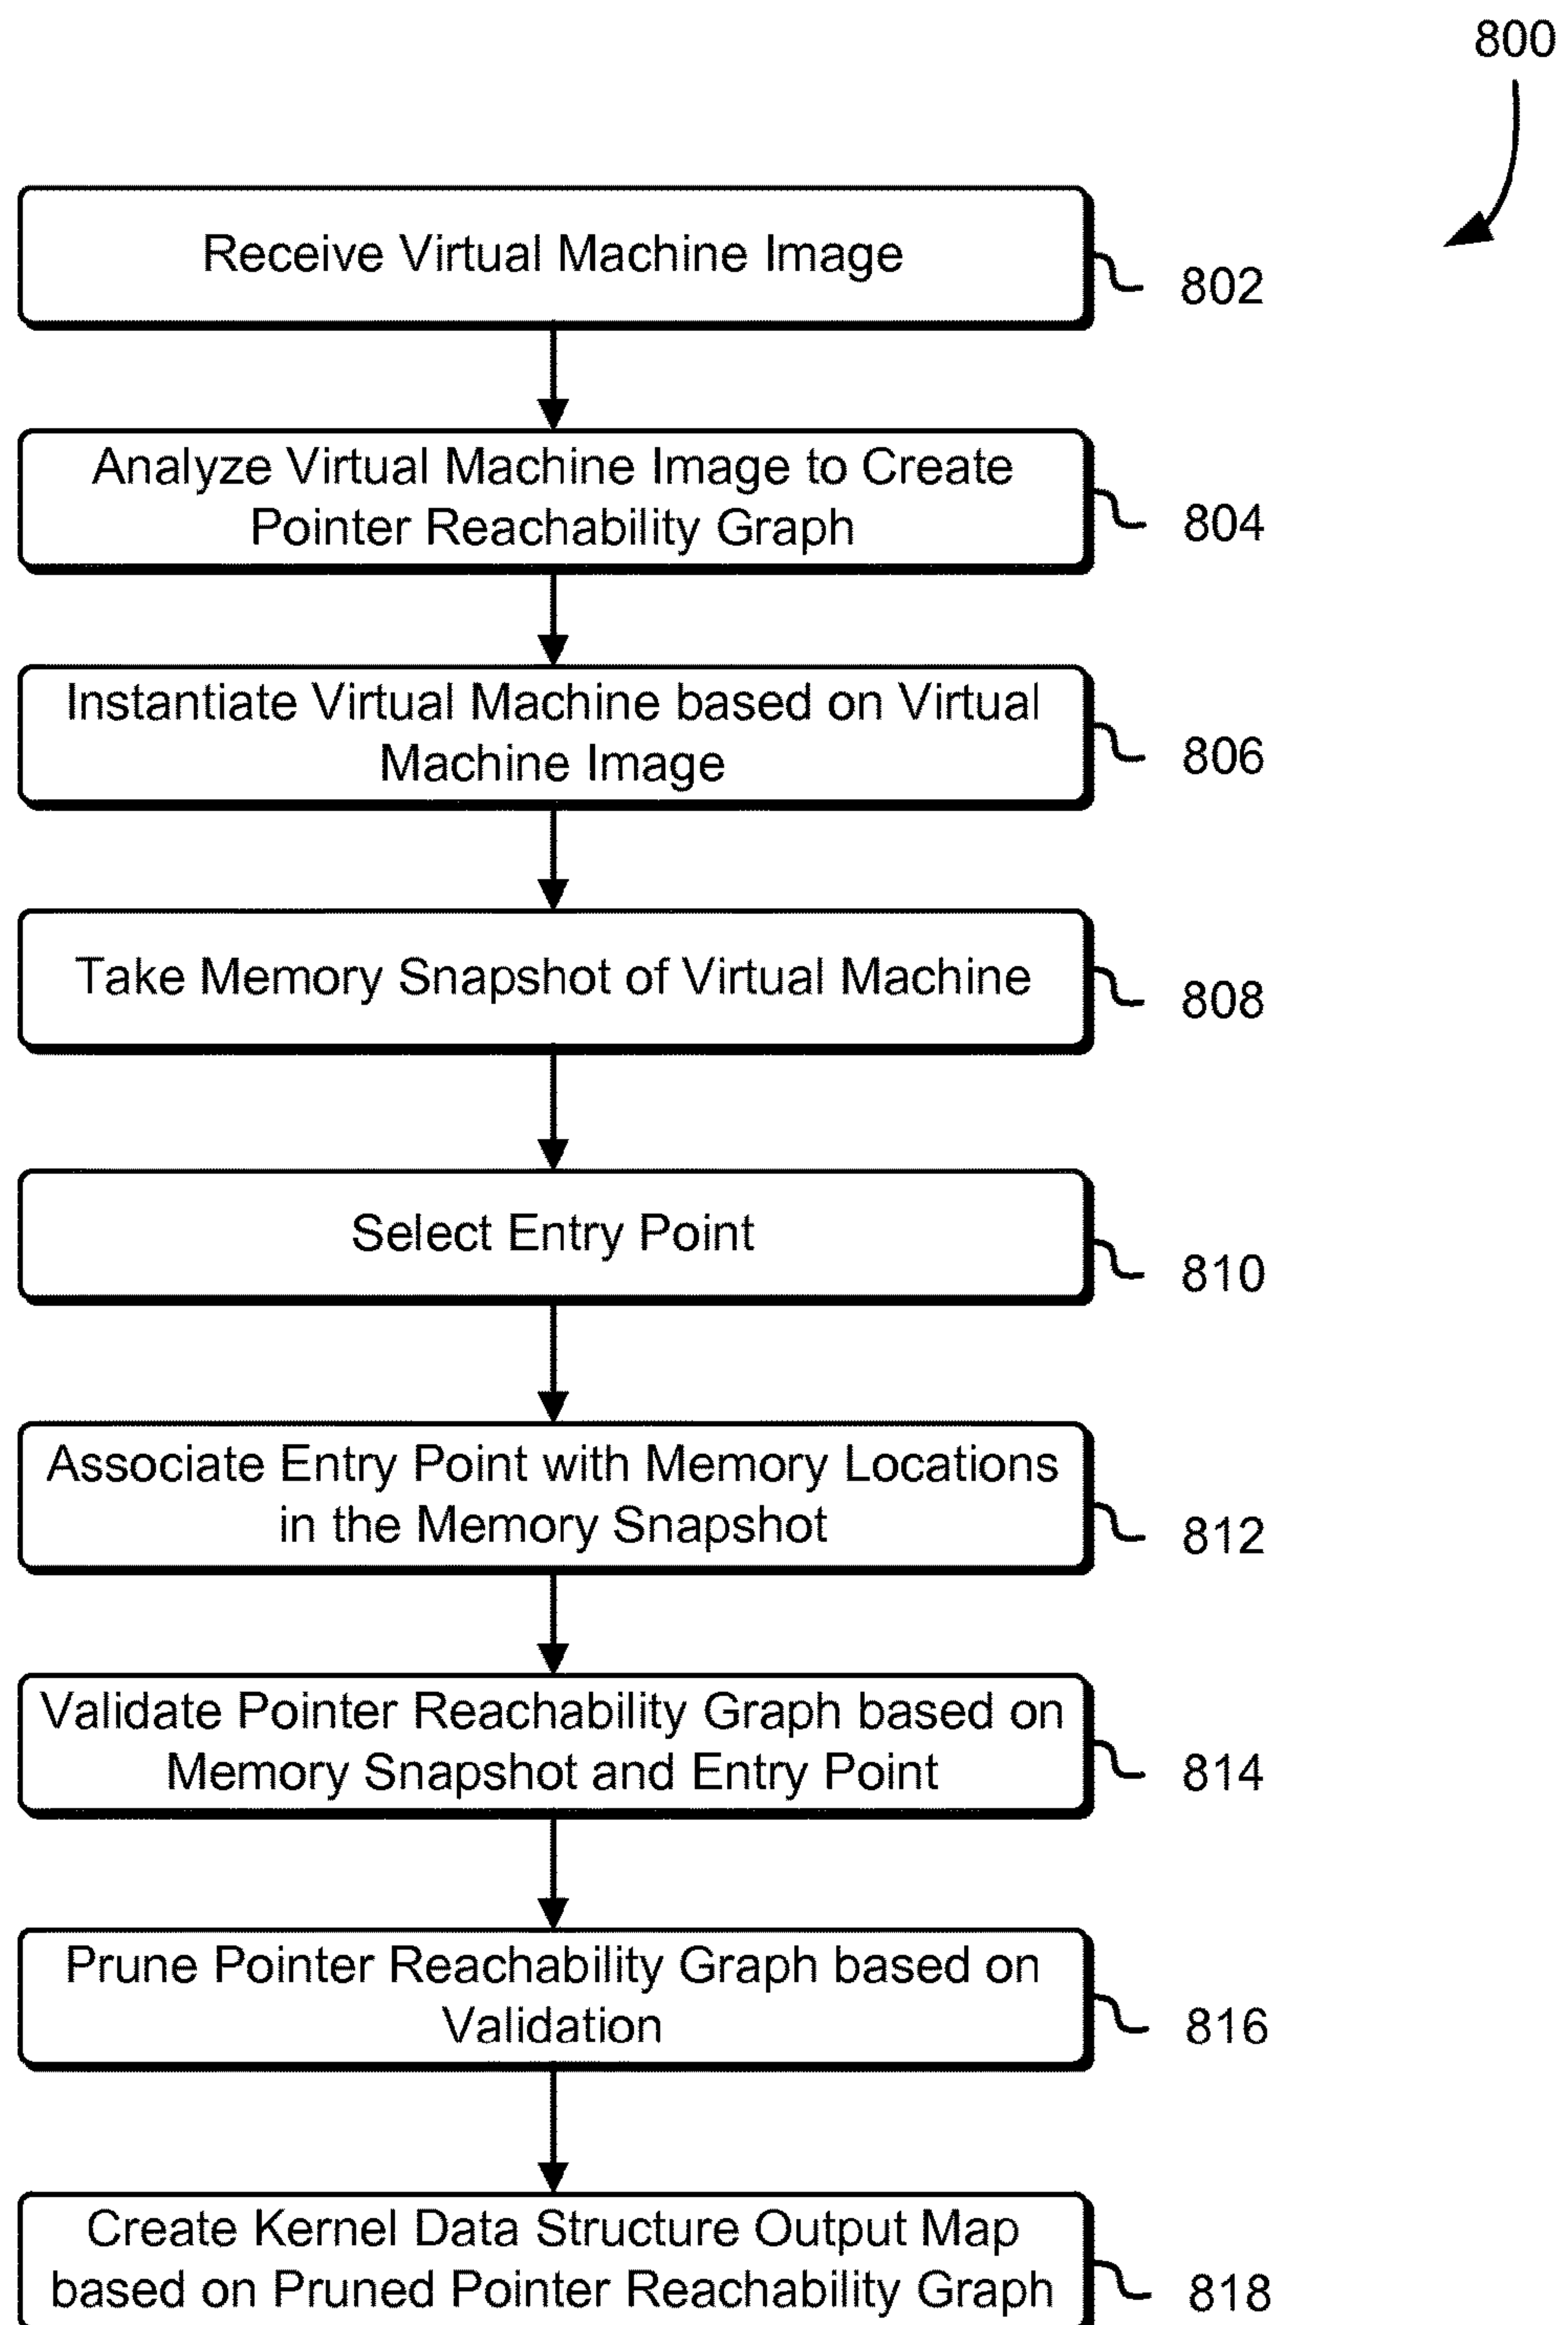 800
Receive Virtual Machine Image
802
Analyze Virtual Machine Image to Create
Pointer Reachability Graph
804
Instantiate Virtual Machine based on Virtual
Machine Image
806
Take Memory Snapshot of Virtual Machine
808
Select Entry Point
810
Associate Entry Point with Memory Locations
in the Memory Snapshot
812
Validate Pointer Reachability Graph based on
Memory Snapshot and Entry Point
814
Prune Pointer Reachability Graph based on
Validation
816
Create Kernel Data Structure Output Map
based on Pruned Pointer Reachability Graph
818